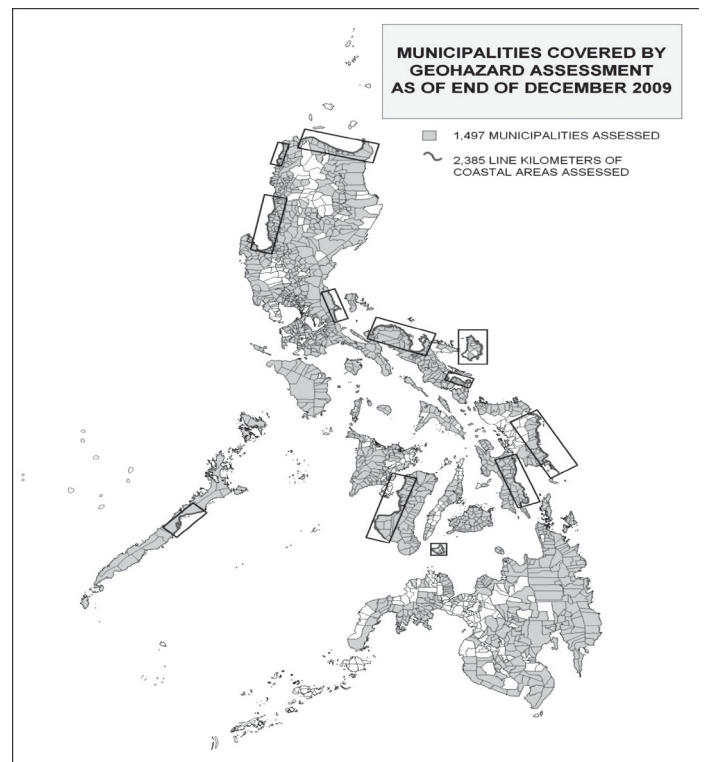 MUNICIPALITIES COVERED BY
GEOHAZARD ASSESSMENT
AS OF END OF DECEMBER 2009
1,497 MUNICIPALITIES ASSESSED
2,385 LINE KILOMETERS OF
COASTAL AREAS ASSESSED